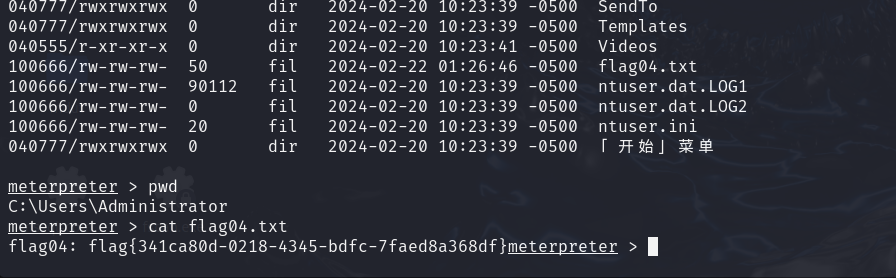 040777/rwxrwxrwx  0      dir   2024-02-20 10:23:39 -0500  SendTo
040777/rwxrwxrwx  0      dir   2024-02-20 10:23:39 -0500  Templates
040555/r-xr-xr-x  0      dir   2024-02-20 10:23:41 -0500  Videos
100666/rw-rw-rw-  50     fil   2024-02-22 01:26:46 -0500  flag04.txt
100666/rw-rw-rw-  90112  fil   2024-02-20 10:23:39 -0500  ntuser.dat.LOG1
100666/rw-rw-rw-  0      fil   2024-02-20 10:23:39 -0500  ntuser.dat.LOG2
100666/rw-rw-rw-  20     fil   2024-02-20 10:23:39 -0500  ntuser.ini
040777/rwxrwxrwx  0      dir   2024-02-20 10:23:39 -0500  「开始」菜单
meterpreter > pwd
C:\Users\Administrator
meterpreter > cat flag04.txt
flag04: flag{341ca80d-0218-4345-bdfc-7faed8a368df}meterpreter >